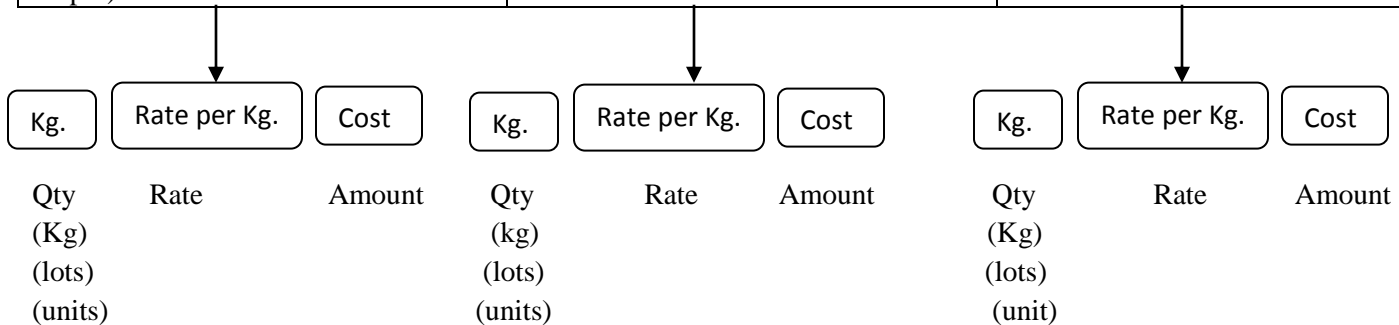 Kg. Rate per Kg. Cost Kg. Rate per Kg. Cost Kg. Rate per Kg. Cost
Qty Rate Amount Qty Rate Amount Qty Rate Amount
(Kg) (kg) (Kg)
(lots) (lots) (lots)
(units) (units) (unit)